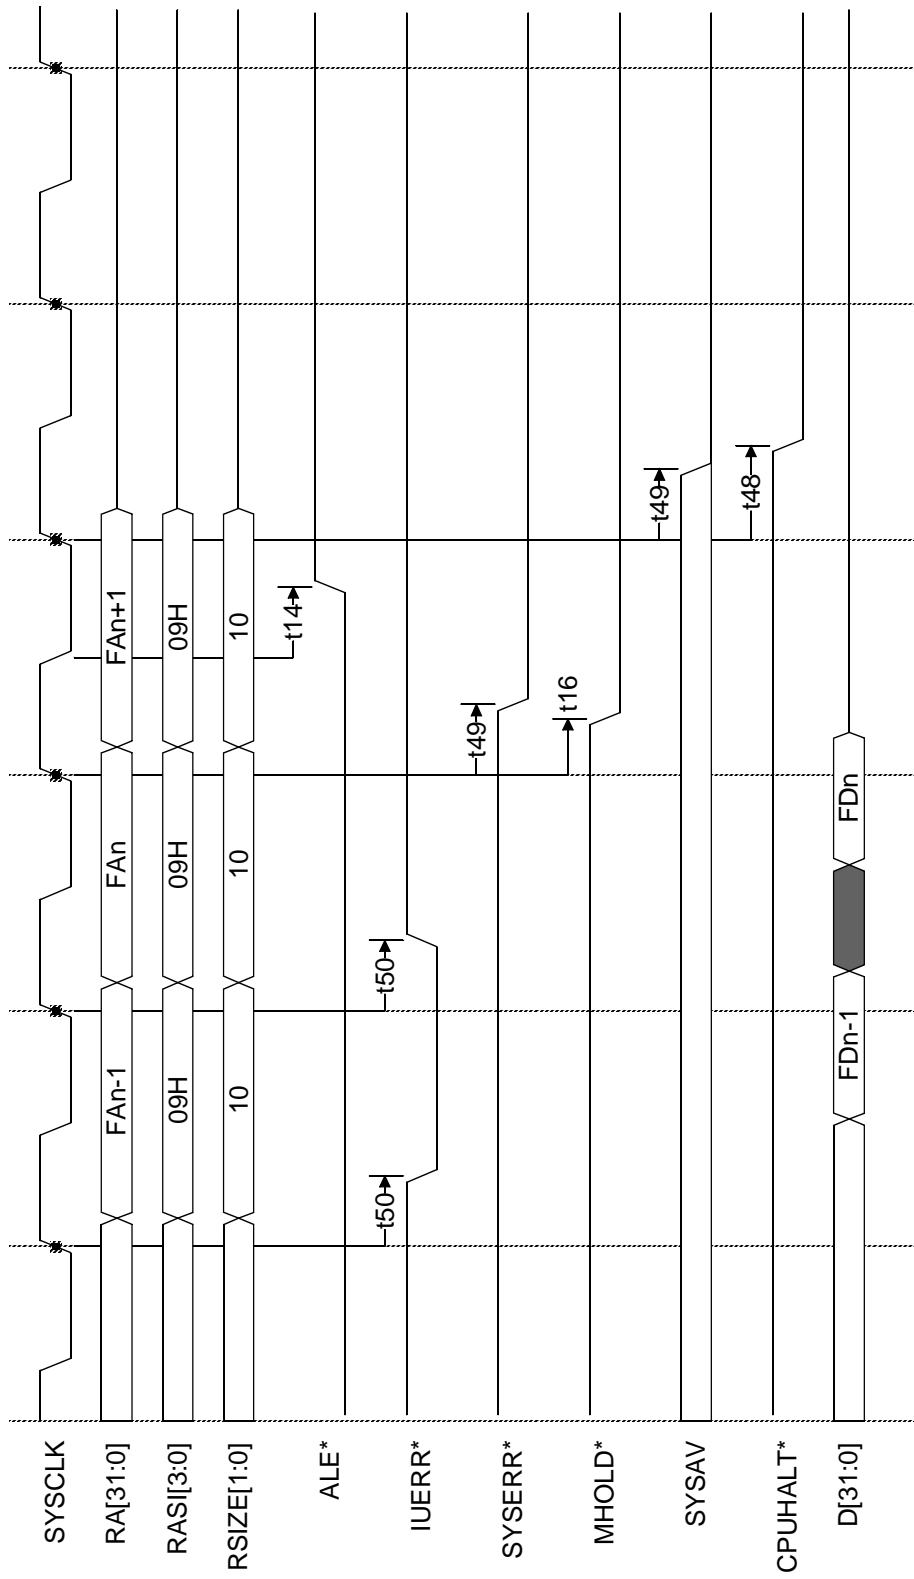 SYSCLK
RA[31:0] FAn-1 FAn FAn+1
RASI[3:0] 09H 09H 09H
RSIZE[1:0] 10 10 10
ALE* t14
IUERR* t50 t50
SYSERR* t49
MHOLD* t16
SYSAV t49
CPUHALT* t48
D[31:0] FDn-1 FDn